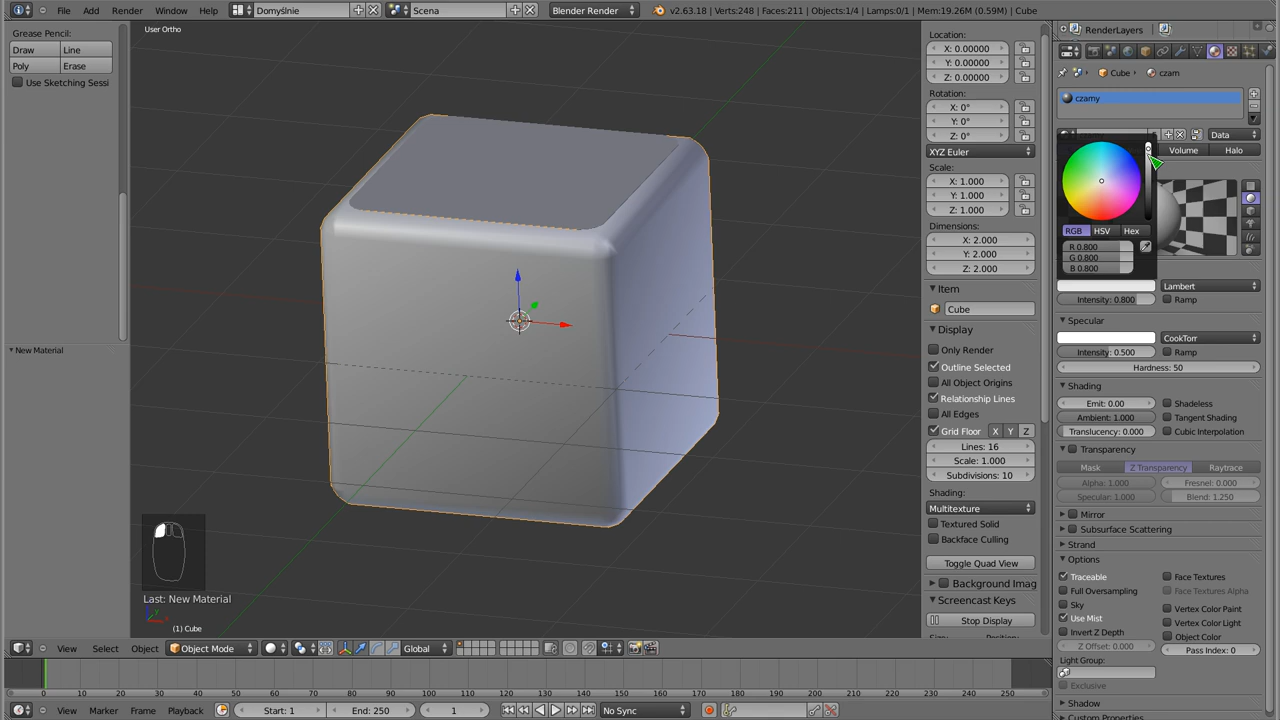 File Add Render Window Help Domyślnie Scena Blender Render v2.63.18 | Verts:248 | Faces:211 | Objects:1/4 | Lamps:0/1 | Mem:19.26M (0.59M) | Cube
Grease Pencil:
Draw Line
Poly Erase
Use Sketching Sessi
New Material
User Ortho
Last: New Material
(1) Cube
Location:
X: 0.00000
Y: 0.00000
Z: 0.00000
Rotation:
X: 0°
Y: 0°
Z: 0°
XYZ Euler
Scale:
X: 1.000
Y: 1.000
Z: 1.000
Dimensions:
X: 2.000
Y: 2.000
Z: 2.000
Item
Cube
Display
Only Render
Outline Selected
All Object Origins
Relationship Lines
All Edges
Grid Floor X Y Z
Lines: 16
Scale: 1.000
Subdivisions: 10
Shading:
Multitexture
Textured Solid
Backface Culling
Toggle Quad View
Background Imag
Screencast Keys
Stop Display
RenderLayers
Cube czarny
czarny
Data
Volume Halo
RGB HSV Hex
R 0.800
G 0.800
B 0.800
Lambert
Intensity: 0.800 Ramp
Specular
CookTorr
Intensity: 0.500 Ramp
Hardness: 50
Shading
Emit: 0.00 Shadeless
Ambient: 1.000 Tangent Shading
Translucency: 0.000 Cubic Interpolation
Transparency
Mask Z Transparency Raytrace
Alpha: 1.000 Fresnel: 0.000
Specular: 1.000 Blend: 1.250
Mirror
Subsurface Scattering
Strand
Options
Traceable Face Textures
Full Oversampling Face Textures Alpha
Sky Vertex Color Paint
Use Mist Vertex Color Light
Invert Z Depth Object Color
Z Offset: 0.000 Pass Index: 0
Light Group:
Exclusive
Shadow
Custom Properties
View Select Object Object Mode Global
0 10 20 30 40 50 60 70 80 90 100 110 120 130 140 150 160 170 180 190 200 210 220 230 240 250
View Marker Frame Playback Start: 1 End: 250 1 No Sync